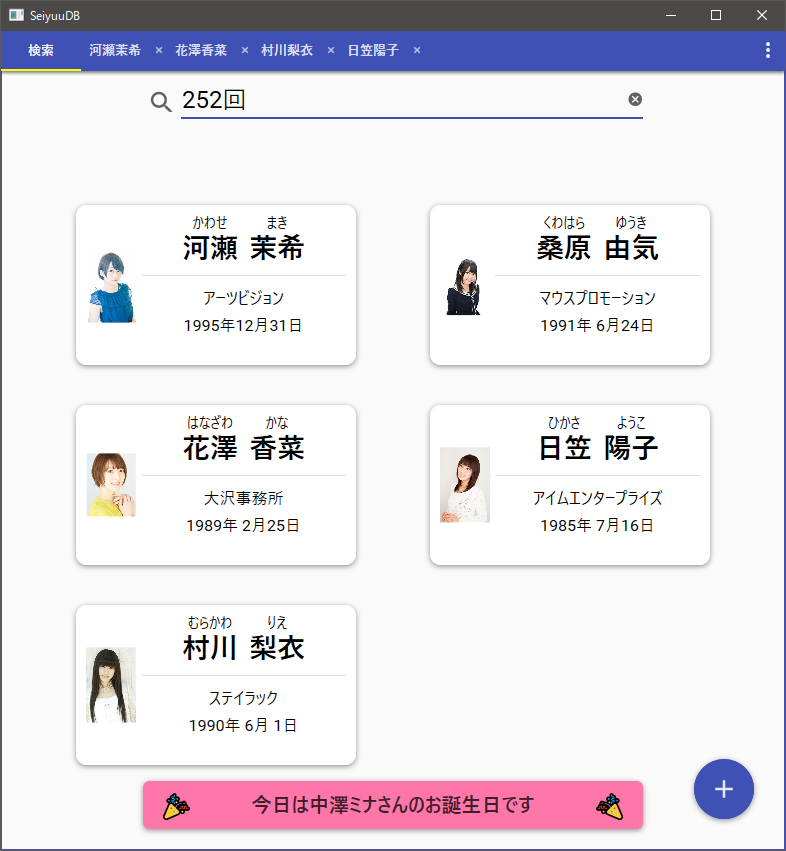 SeiyuuDB
検索 河瀬茉希 × 花澤香菜 × 村川梨衣 × 日笠陽子 ×
252回
かわせ まき
河瀬 茉希
アーツビジョン
1995年12月31日
くわはら ゆうき
桑原 由気
マウスプロモーション
1991年 6月24日
はなざわ かな
花澤 香菜
大沢事務所
1989年 2月25日
ひかさ ようこ
日笠 陽子
アイムエンタープライズ
1985年 7月16日
むらかわ りえ
村川 梨衣
ステイラック
1990年 6月 1日
今日は中澤ミナさんのお誕生日です